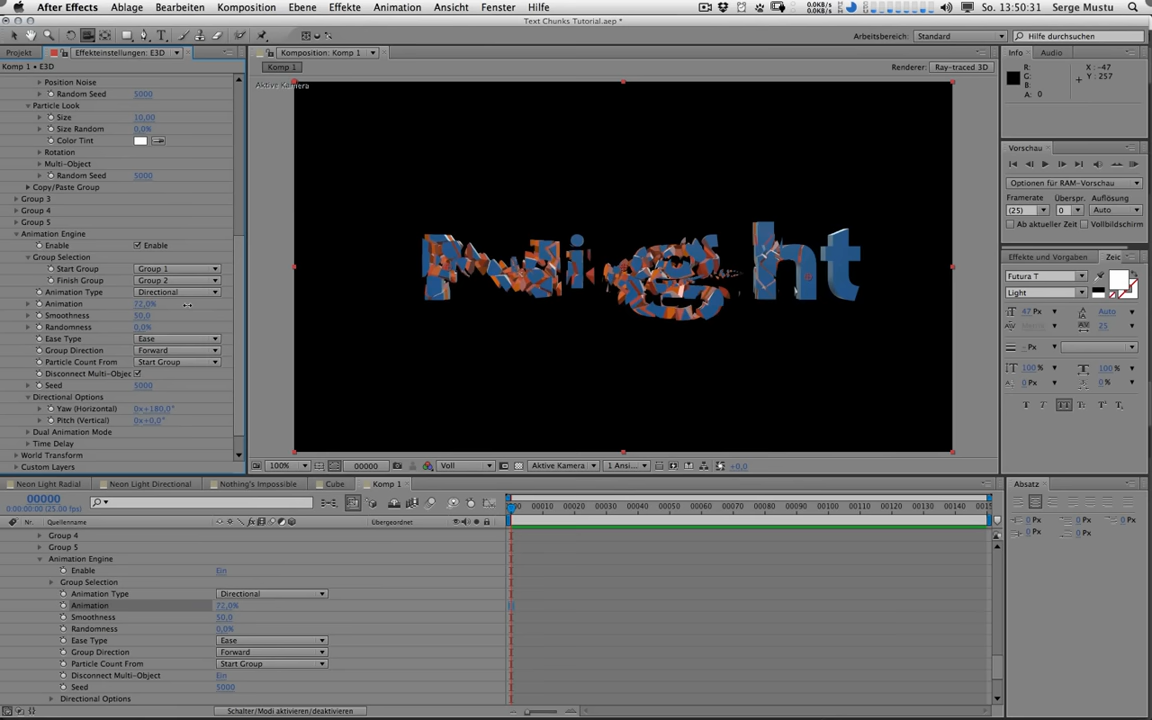 After Effects Ablage Bearbeiten Komposition Ebene Effekte Animation Ansicht Fenster Hilfe So. 13:50:31 Serge Mustu
Text Chunks Tutorial.aep *
Arbeitsbereich: Standard Hilfe durchsuchen
Projekt Effekteinstellungen: E3D Komposition: Komp 1 Info Audio
Komp 1 • E3D
Komp 1 Renderer: Ray-traced 3D
Aktive Kamera
R: G: B: A: 0
X: -47
Y: 257
Position Noise
Random Seed 5000
Particle Look
Size 10,00
Size Random 0,0%
Color Tint
Rotation
Multi-Object
Random Seed 5000
Copy/Paste Group
Group 3
Group 4
Group 5
Animation Engine
Enable Enable
Group Selection
Start Group Group 1
Finish Group Group 2
Animation Type Directional
Animation 72,0%
Smoothness 50,0
Randomness 0,0%
Ease Type Ease
Group Direction Forward
Particle Count From Start Group
Disconnect Multi-Objec
Seed 5000
Directional Options
Yaw (Horizontal) 0x+180,0°
Pitch (Vertical) 0x+0,0°
Dual Animation Mode
Time Delay
World Transform
Custom Layers
Vorschau
Optionen für RAM-Vorschau
Framerate Überspr. Auflösung
(25) 0 Auto
Ab aktueller Zeit Vollbildschirm
Effekte und Vorgaben Zeic
Futura T
Light
47 Px Auto
25
- Px
100 % 100 %
0 Px 0 %
100% 00000 Voll Aktive Kamera 1 Ansi... +0,0
Neon Light Radial Neon Light Directional Nothing's Impossible Cube Komp 1
Absatz
00000
0:00:00:00 (25,00 fps)
Nr. Quellenname Übergeordnet
00010 00020 00030 00040 00050 00060 00070 00080 00090 00100 00110 00120 00130 00140 0015
0 Px 0 Px 0 Px
0 Px 0 Px
Group 4
Group 5
Animation Engine
Enable Ein
Group Selection
Animation Type Directional
Animation 72,0%
Smoothness 50,0
Randomness 0,0%
Ease Type Ease
Group Direction Forward
Particle Count From Start Group
Disconnect Multi-Object Ein
Seed 5000
Directional Options
Schalter/Modi aktivieren/deaktivieren